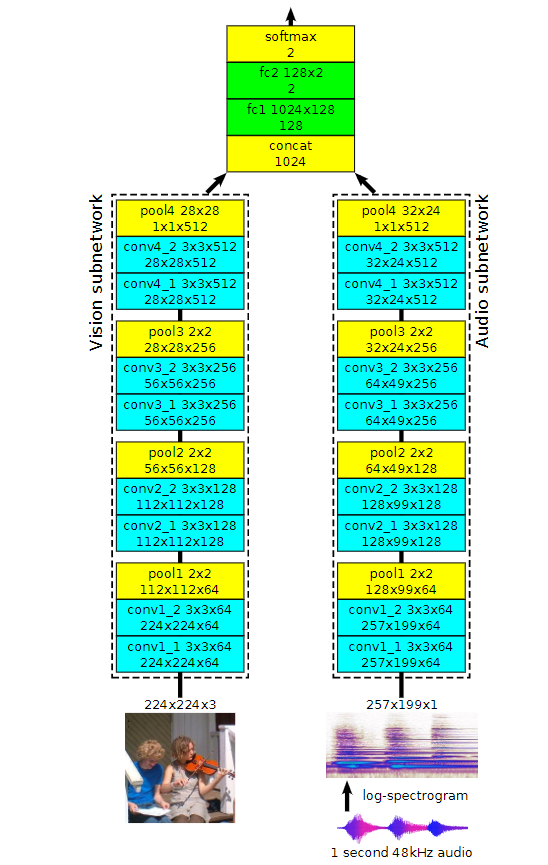 softmax
2
fc2 128x2
2
fc1 1024x128
128
concat
1024
Vision subnetwork
pool4 28x28
1x1x512
conv4_2 3x3x512
28x28x512
conv4_1 3x3x512
28x28x512
pool3 2x2
28x28x256
conv3_2 3x3x256
56x56x256
conv3_1 3x3x256
56x56x256
pool2 2x2
56x56x128
conv2_2 3x3x128
112x112x128
conv2_1 3x3x128
112x112x128
pool1 2x2
112x112x64
conv1_2 3x3x64
224x224x64
conv1_1 3x3x64
224x224x64
224x224x3
Audio subnetwork
pool4 32x24
1x1x512
conv4_2 3x3x512
32x24x512
conv4_1 3x3x512
32x24x512
pool3 2x2
32x24x256
conv3_2 3x3x256
64x49x256
conv3_1 3x3x256
64x49x256
pool2 2x2
64x49x128
conv2_2 3x3x128
128x99x128
conv2_1 3x3x128
128x99x128
pool1 2x2
128x99x64
conv1_2 3x3x64
257x199x64
conv1_1 3x3x64
257x199x64
257x199x1
log-spectrogram
1 second 48kHz audio